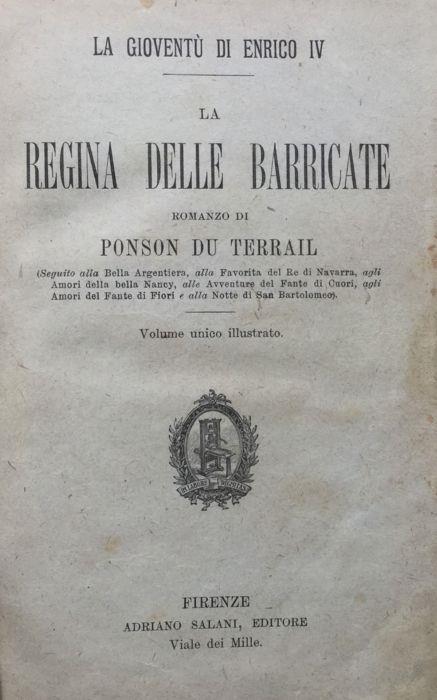 LA GIOVENTÙ DI ENRICO IV
LA
REGINA DELLE BARRICATE
ROMANZO DI
PONSON DU TERRAIL
(Seguito alla Bella Argentiera, alla Favorita del Re di Navarra, agli
Amori della bella Nancy, alle Avventure del Fante di Cuori, agli
Amori del Fante di Fiori e alla Notte di San Bartolomeo).
Volume unico illustrato.
FIRENZE
ADRIANO SALANI, EDITORE
Viale dei Mille.